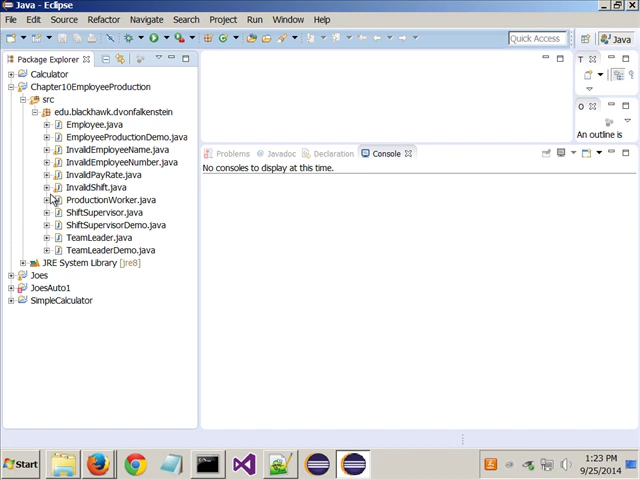 Java - Eclipse
File Edit Source Refactor Navigate Search Project Run Window Help
Quick Access
Java
Package Explorer
Calculator
Chapter10EmployeeProduction
src
edu.blackhawk.dvonfalkenstein
Employee.java
EmployeeProductionDemo.java
InvalidEmployeeName.java
InvalidEmployeeNumber.java
InvalidPayRate.java
InvalidShift.java
ProductionWorker.java
ShiftSupervisor.java
ShiftSupervisorDemo.java
TeamLeader.java
TeamLeaderDemo.java
JRE System Library [jre8]
Joes
JoesAuto1
SimpleCalculator
Problems @ Javadoc Declaration Console
No consoles to display at this time.
T
O
An outline is
Start
1:23 PM
9/25/2014